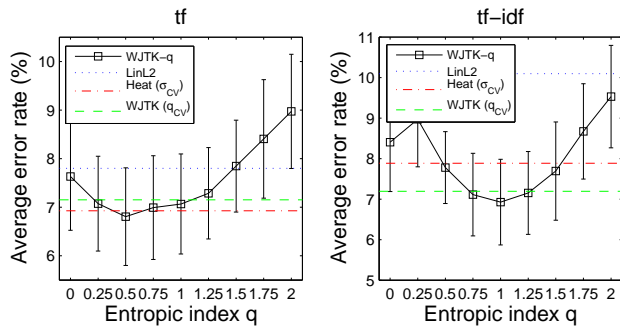 tf
tf-idf
WJTK-q
LinL2
Heat (σCV)
WJTK (qCV)
WJTK-q
LinL2
Heat (σCV)
WJTK (qCV)
Average error rate (%)
10
9
8
7
6
Average error rate (%)
11
10
9
8
7
6
5
0 0.25 0.5 0.75 1 1.25 1.5 1.75 2
0 0.25 0.5 0.75 1 1.25 1.5 1.75 2
Entropic index q
Entropic index q